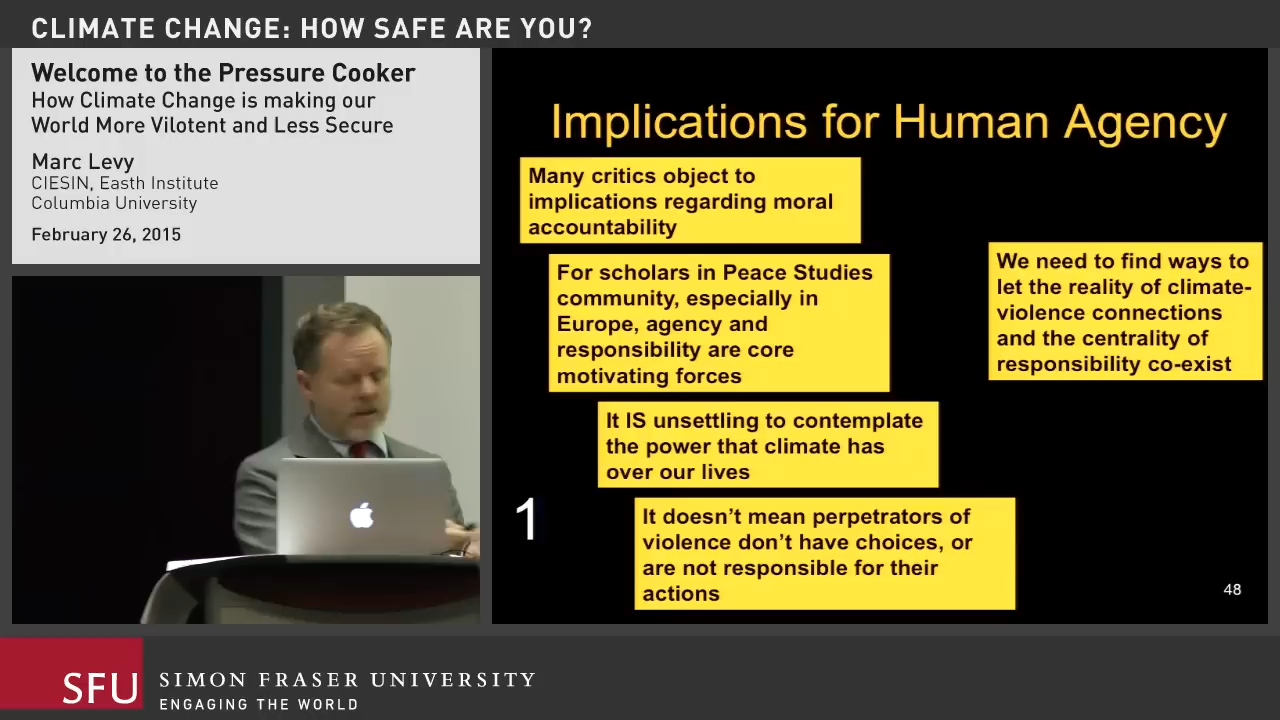 CLIMATE CHANGE: HOW SAFE ARE YOU?
Welcome to the Pressure Cooker
How Climate Change is making our
World More Vilotent and Less Secure
Marc Levy
CIESIN, Easth Institute
Columbia University
February 26, 2015
Implications for Human Agency
Many critics object to
implications regarding moral
accountability
For scholars in Peace Studies
community, especially in
Europe, agency and
responsibility are core
motivating forces
It IS unsettling to contemplate
the power that climate has
over our lives
It doesn’t mean perpetrators of
violence don’t have choices, or
are not responsible for their
actions
We need to find ways to
let the reality of climate-
violence connections
and the centrality of
responsibility co-exist
1
48
SFU
SIMON FRASER UNIVERSITY
ENGAGING THE WORLD